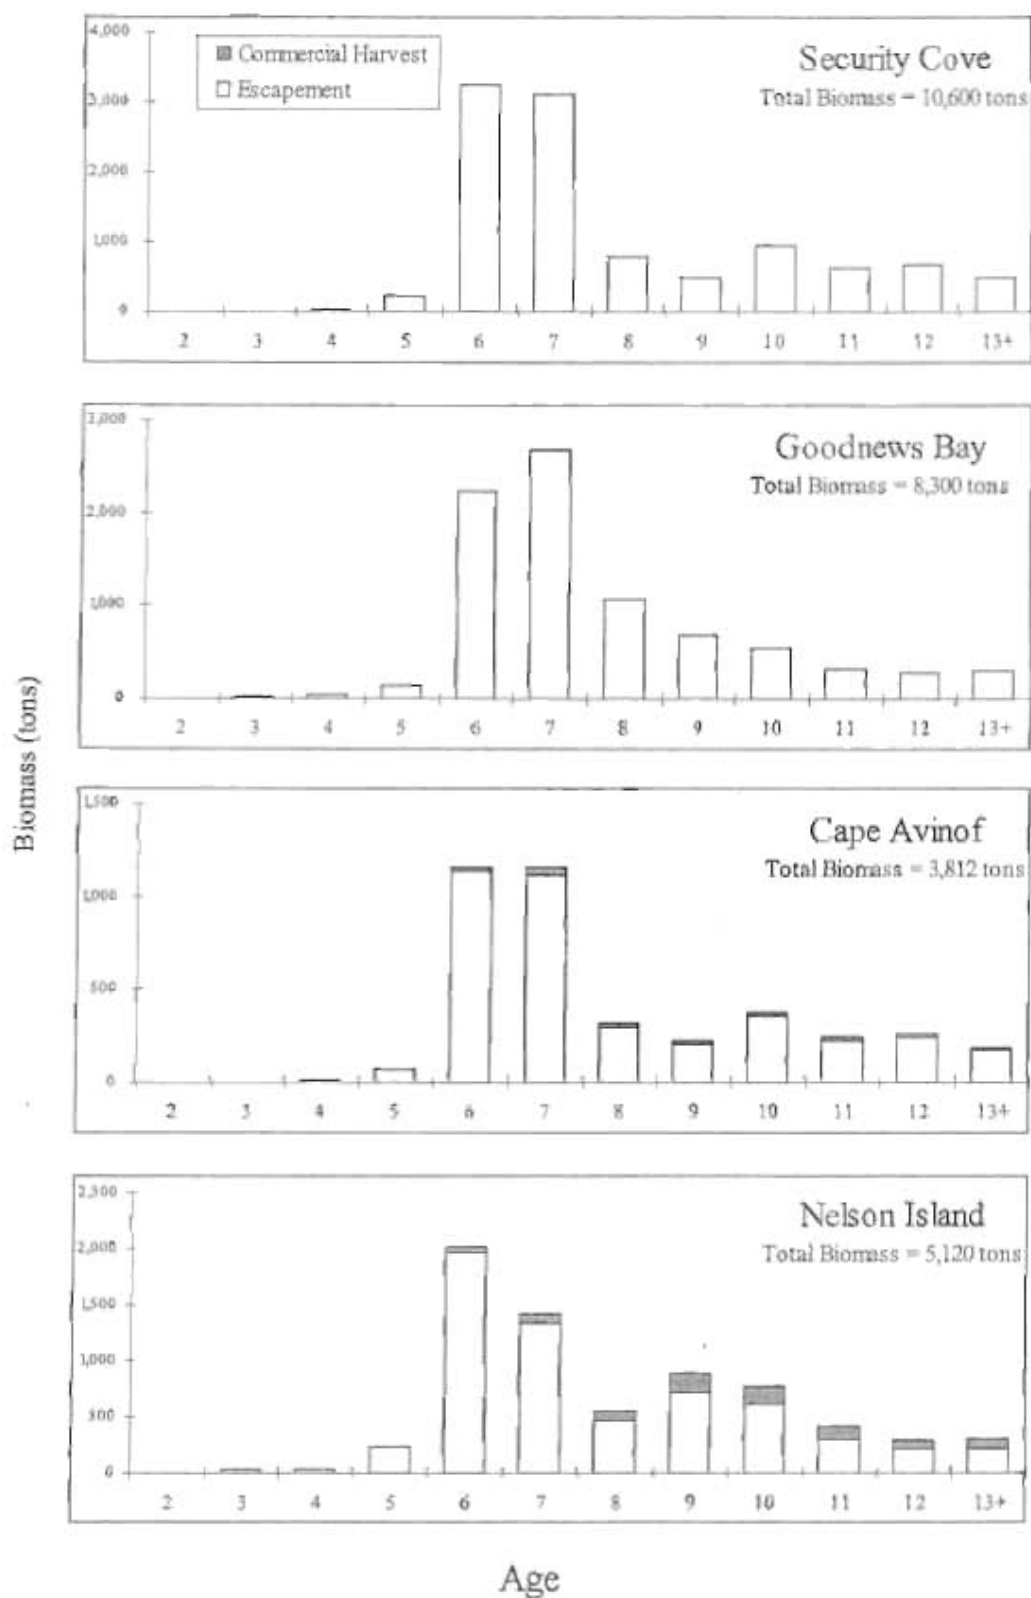 4,000
3,000
2,000
1,000
0
Commercial Harvest
Escapement
Security Cove
Total Biomass = 10,600 tons
2 3 4 5 6 7 8 9 10 11 12 13+
3,000
2,000
1,000
0
Goodnews Bay
Total Biomass = 8,300 tons
2 3 4 5 6 7 8 9 10 11 12 13+
Biomass (tons)
1,500
1,000
500
0
Cape Avinof
Total Biomass = 3,812 tons
2 3 4 5 6 7 8 9 10 11 12 13+
2,500
2,000
1,500
1,000
500
0
Nelson Island
Total Biomass = 5,120 tons
2 3 4 5 6 7 8 9 10 11 12 13+
Age